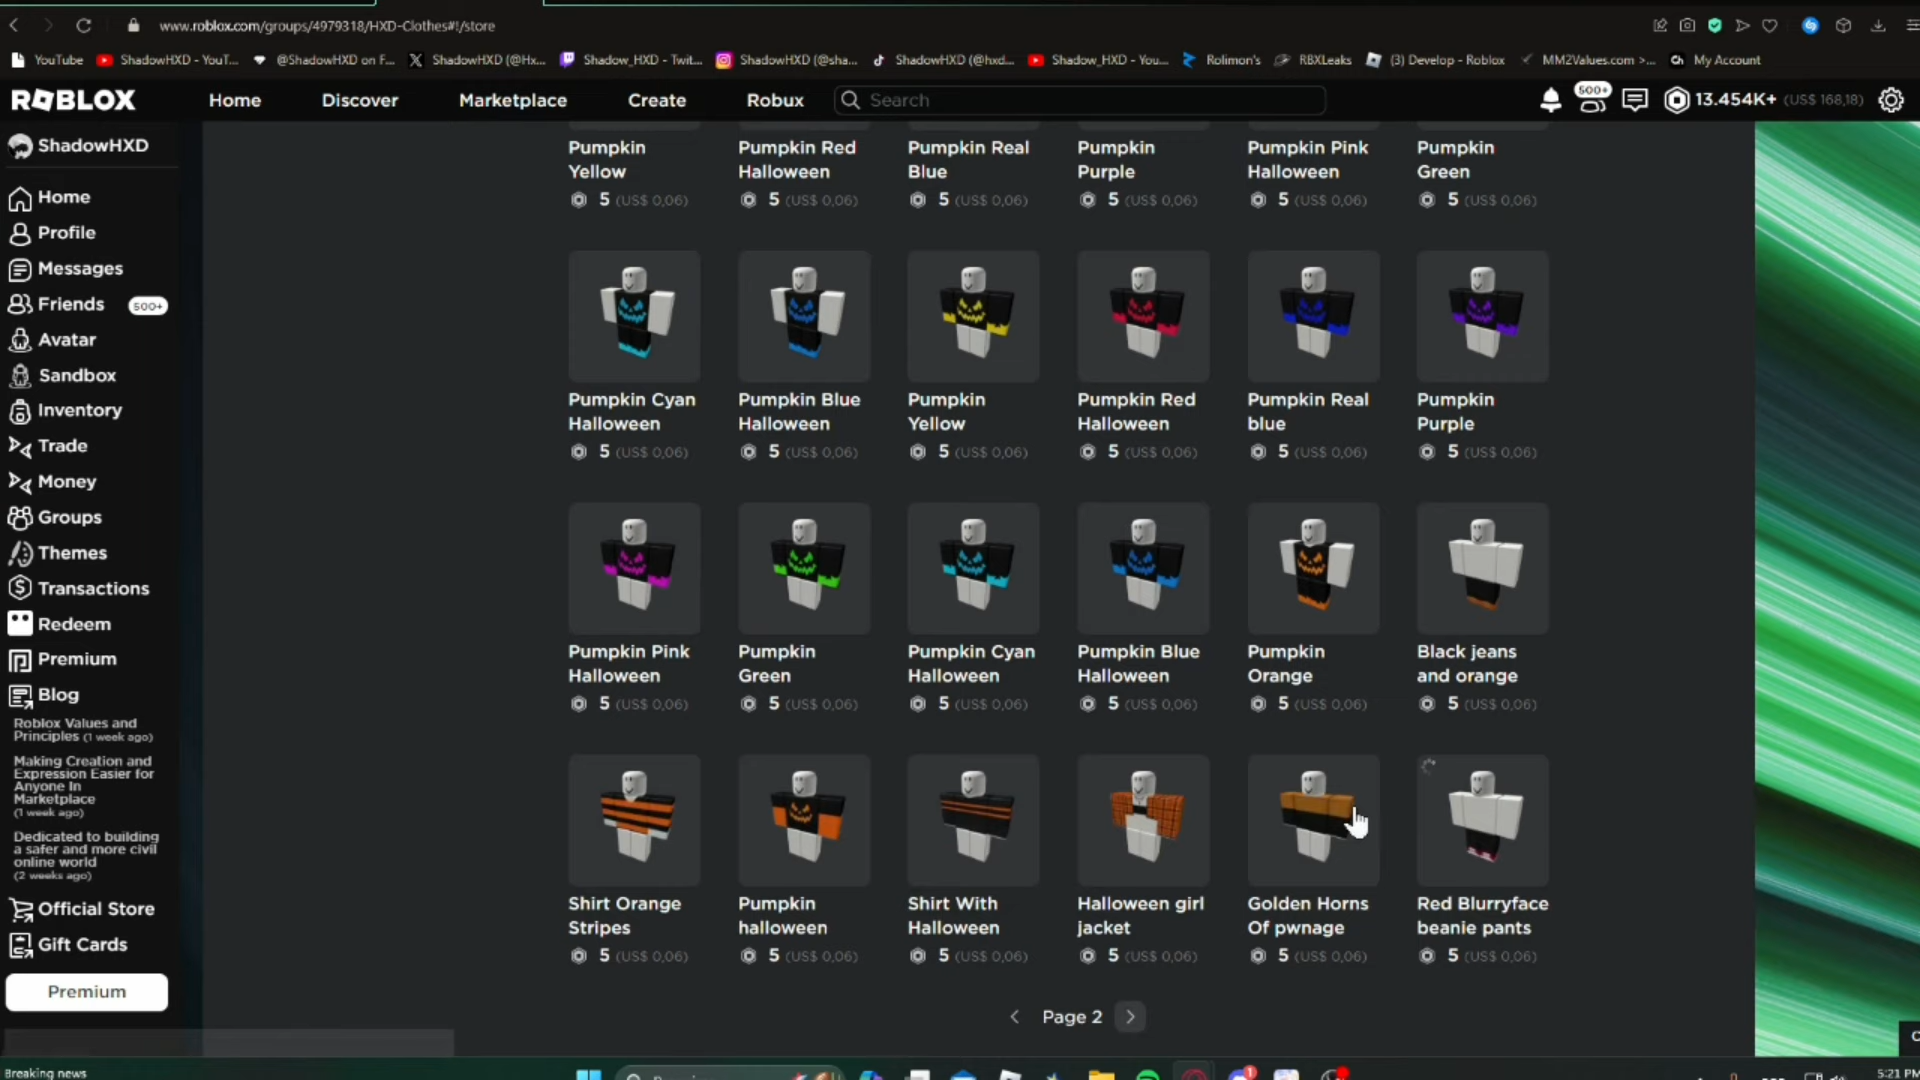 www.roblox.com/groups/4979318/HXD-Clothes#!/store
YouTube ShadowHXD - YouT... @ShadowHXD on F... ShadowHXD (@Hx... Shadow_HXD - Twit... ShadowHXD (@sha... ShadowHXD (@hxd... Shadow_HXD - You... Rolimon's RBXLeaks (3) Develop - Roblox MM2Values.com >... My Account
ROBLOX Home Discover Marketplace Create Robux Search 500+ 13.454K+ (US$ 168,18)
ShadowHXD
Home
Profile
Messages
Friends 500+
Avatar
Sandbox
Inventory
Trade
Money
Groups
Themes
Transactions
Redeem
Premium
Blog
Roblox Values and
Principles (1 week ago)
Making Creation and
Expression Easier for
Anyone In
Marketplace
(1 week ago)
Dedicated to building
a safer and more civil
online world
(2 weeks ago)
Official Store
Gift Cards
Premium
Pumpkin Pumpkin Red Pumpkin Real Pumpkin Pumpkin Pink Pumpkin
Yellow Halloween Blue Purple Halloween Green
5 (US$ 0,06) 5 (US$ 0,06) 5 (US$ 0,06) 5 (US$ 0,06) 5 (US$ 0,06) 5 (US$ 0,06)
Pumpkin Cyan Pumpkin Blue Pumpkin Pumpkin Red Pumpkin Real Pumpkin
Halloween Halloween Yellow Halloween blue Purple
5 (US$ 0,06) 5 (US$ 0,06) 5 (US$ 0,06) 5 (US$ 0,06) 5 (US$ 0,06) 5 (US$ 0,06)
Pumpkin Pink Pumpkin Pumpkin Cyan Pumpkin Blue Pumpkin Black jeans
Halloween Green Halloween Halloween Orange and orange
5 (US$ 0,06) 5 (US$ 0,06) 5 (US$ 0,06) 5 (US$ 0,06) 5 (US$ 0,06) 5 (US$ 0,06)
Shirt Orange Pumpkin Shirt With Halloween girl Golden Horns Red Blurryface
Stripes halloween Halloween jacket Of pwnage beanie pants
5 (US$ 0,06) 5 (US$ 0,06) 5 (US$ 0,06) 5 (US$ 0,06) 5 (US$ 0,06) 5 (US$ 0,06)
Page 2
Breaking news
5:21 PM